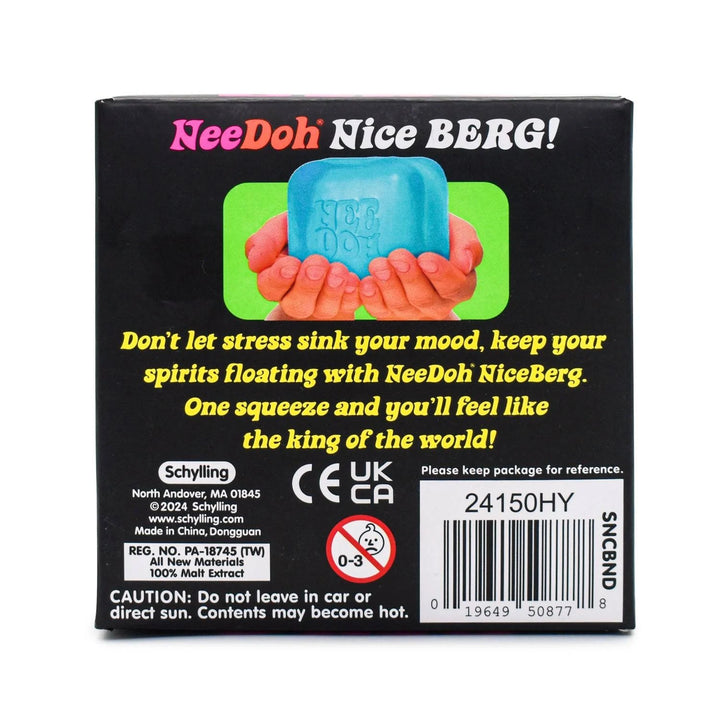 NeeDoh® Nice BERG!
NEE
DOH
Don't let stress sink your mood, keep your
spirits floating with NeeDoh® NiceBerg.
One squeeze and you'll feel like
the king of the world!
Schylling
North Andover, MA 01845
©2024 Schylling
www.schylling.com
Made in China, Dongguan
REG. NO. PA-18745 (TW)
All New Materials
100% Malt Extract
CE UK
CA
0-3
Please keep package for reference.
24150HY
SNCBND
0 19649 50877 8
CAUTION: Do not leave in car or
direct sun. Contents may become hot.